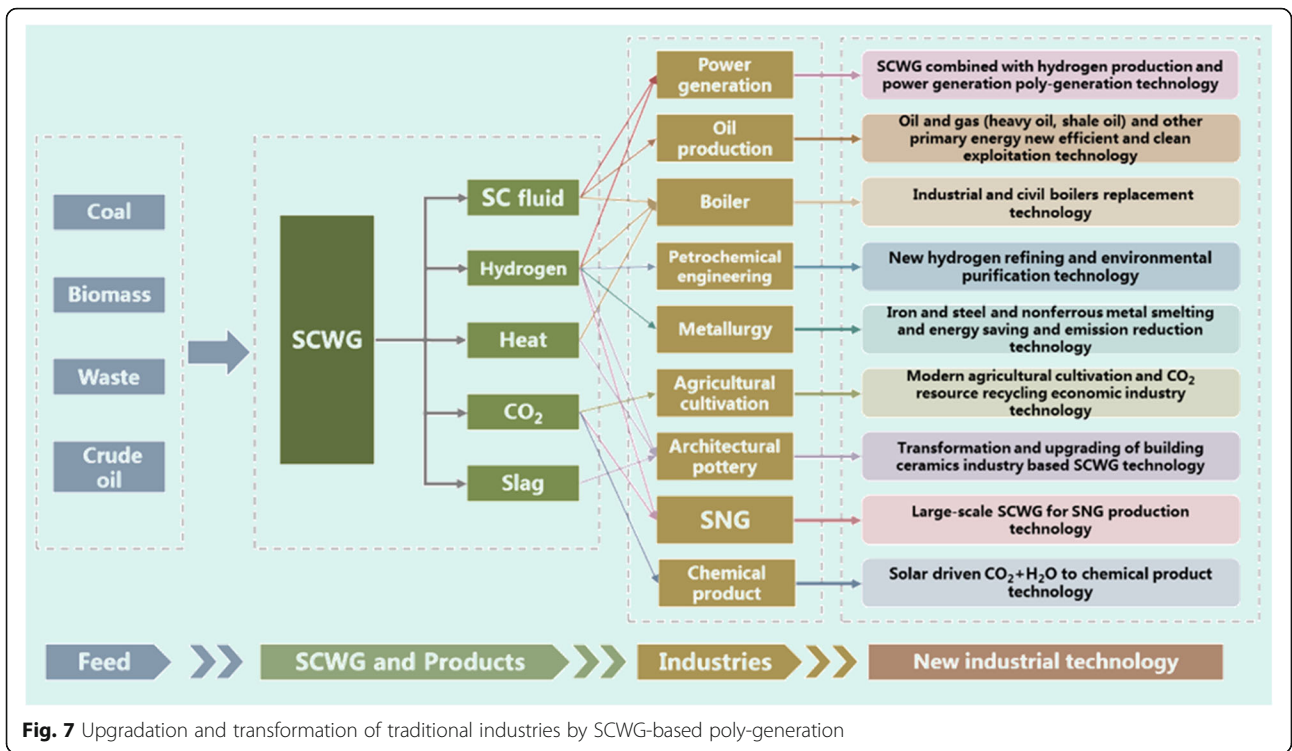 Coal
Biomass
Waste
Crude
oil
SCWG
SC fluid
Hydrogen
Heat
CO₂
Slag
Power
generation
Oil
production
Boiler
Petrochemical
engineering
Metallurgy
Agricultural
cultivation
Architectural
pottery
SNG
Chemical
product
SCWG combined with hydrogen production and
power generation poly-generation technology
Oil and gas (heavy oil, shale oil) and other
primary energy new efficient and clean
exploitation technology
Industrial and civil boilers replacement
technology
New hydrogen refining and environmental
purification technology
Iron and steel and nonferrous metal smelting
and energy saving and emission reduction
technology
Modern agricultural cultivation and CO₂
resource recycling economic industry
technology
Transformation and upgrading of building
ceramics industry based SCWG technology
Large-scale SCWG for SNG production
technology
Solar driven CO₂+H₂O to chemical product
technology
Feed
SCWG and Products
Industries
New industrial technology
Fig. 7 Upgradation and transformation of traditional industries by SCWG-based poly-generation